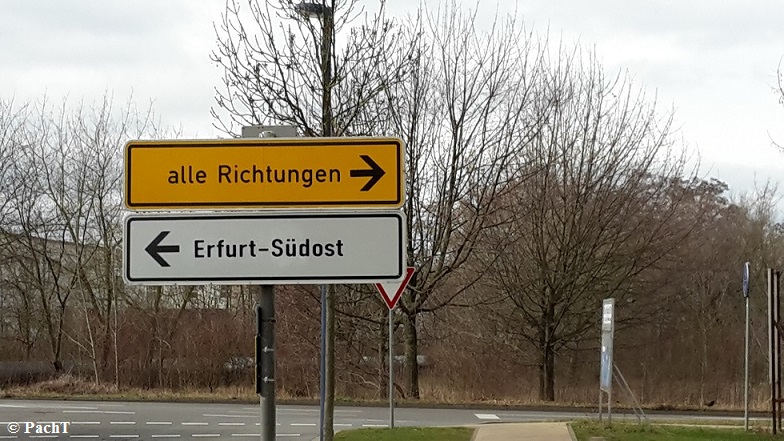 alle Richtungen
Erfurt-Südost
© PachT